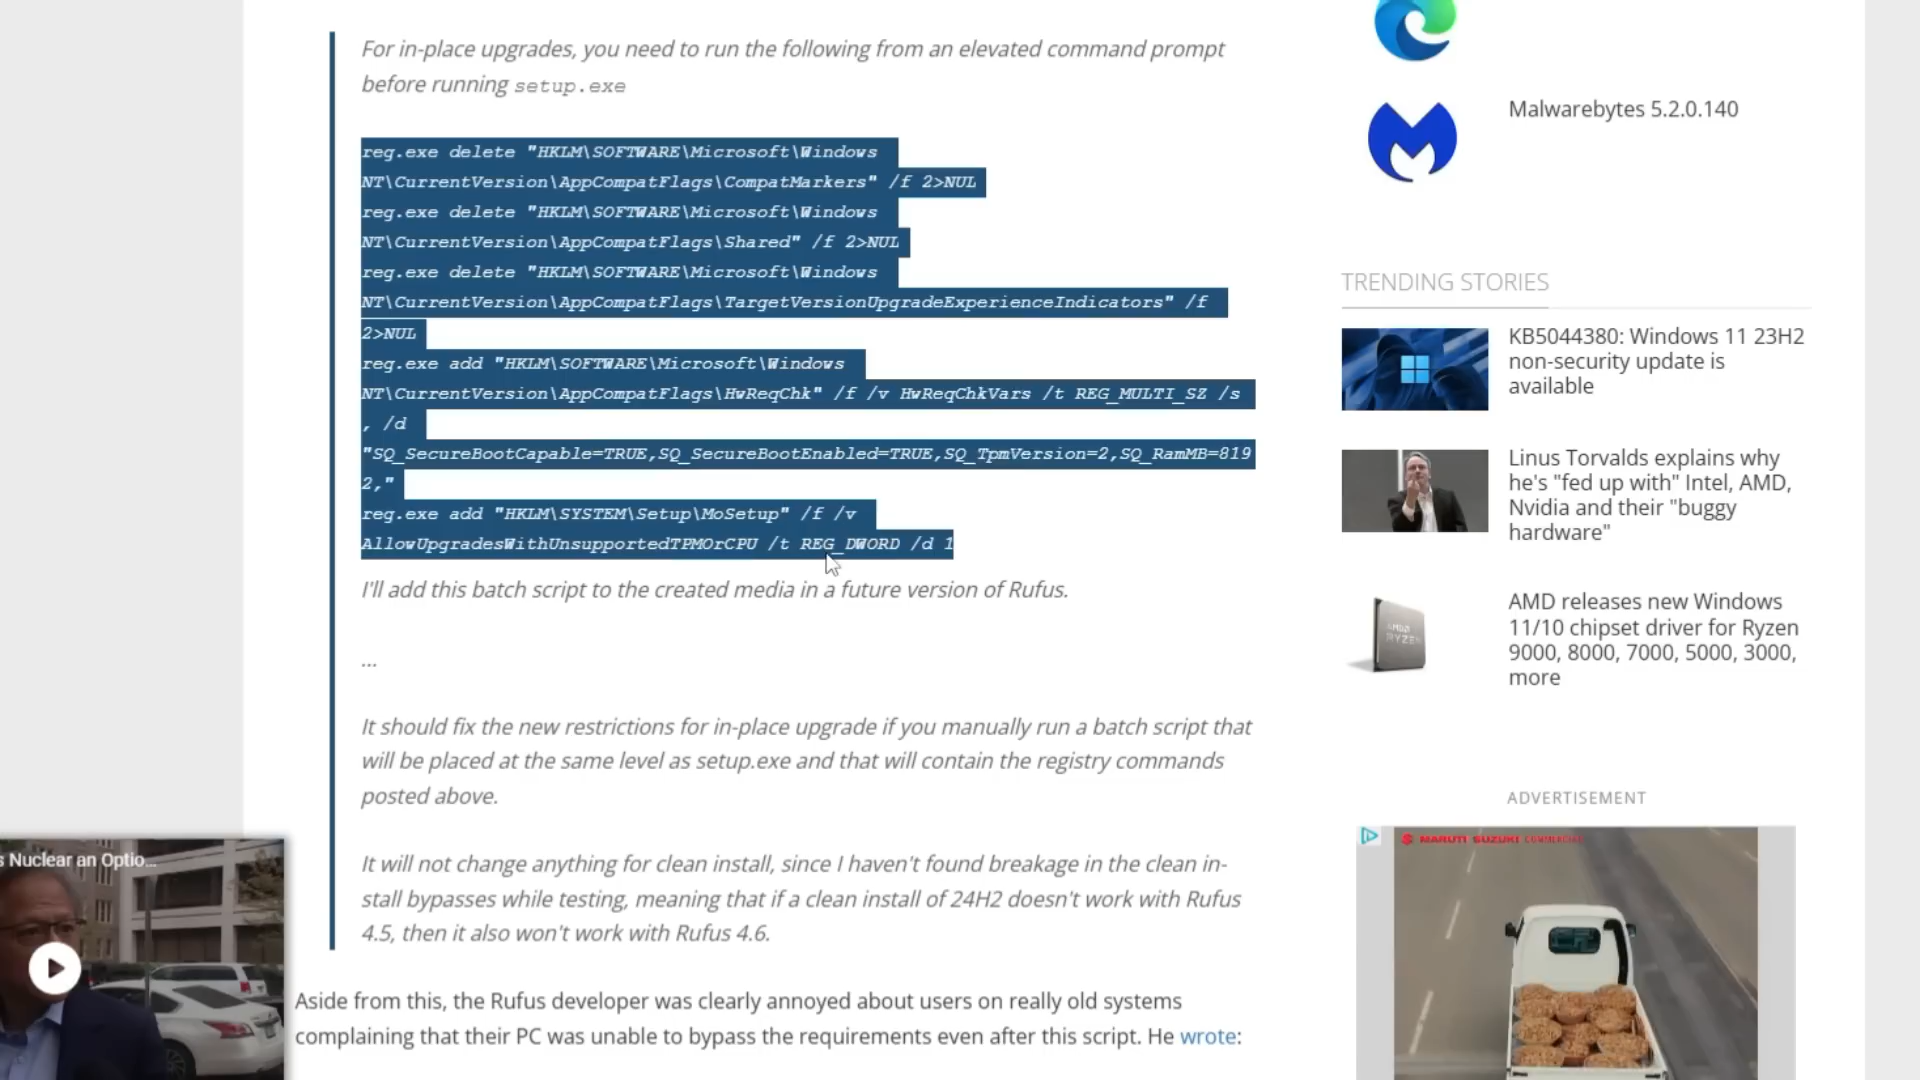 For in-place upgrades, you need to run the following from an elevated command prompt
before running setup.exe
reg.exe delete "HKLM\SOFTWARE\Microsoft\Windows
NT\CurrentVersion\AppCompatFlags\CompatMarkers" /f 2>NUL
reg.exe delete "HKLM\SOFTWARE\Microsoft\Windows
NT\CurrentVersion\AppCompatFlags\Shared" /f 2>NUL
reg.exe delete "HKLM\SOFTWARE\Microsoft\Windows
NT\CurrentVersion\AppCompatFlags\TargetVersionUpgradeExperienceIndicators" /f
2>NUL
reg.exe add "HKLM\SOFTWARE\Microsoft\Windows
NT\CurrentVersion\AppCompatFlags\HwReqChk" /f /v HwReqChkVars /t REG_MULTI_SZ /s
, /d
"SQ_SecureBootCapable=TRUE,SQ_SecureBootEnabled=TRUE,SQ_TpmVersion=2,SQ_RamMB=819
2,"
reg.exe add "HKLM\SYSTEM\Setup\MoSetup" /f /v
AllowUpgradesWithUnsupportedTPMOrCPU /t REG_DWORD /d 1
I'll add this batch script to the created media in a future version of Rufus.
...
It should fix the new restrictions for in-place upgrade if you manually run a batch script that
will be placed at the same level as setup.exe and that will contain the registry commands
posted above.
It will not change anything for clean install, since I haven't found breakage in the clean in-
stall bypasses while testing, meaning that if a clean install of 24H2 doesn't work with Rufus
4.5, then it also won't work with Rufus 4.6.
Aside from this, the Rufus developer was clearly annoyed about users on really old systems
complaining that their PC was unable to bypass the requirements even after this script. He wrote:
s Nuclear an Optio...
Malwarebytes 5.2.0.140
TRENDING STORIES
KB5044380: Windows 11 23H2
non-security update is
available
Linus Torvalds explains why
he's "fed up with" Intel, AMD,
Nvidia and their "buggy
hardware"
AMD releases new Windows
11/10 chipset driver for Ryzen
9000, 8000, 7000, 5000, 3000,
more
AMD
RYZEN
ADVERTISEMENT
MARUTI SUZUKI COMMERCIAL